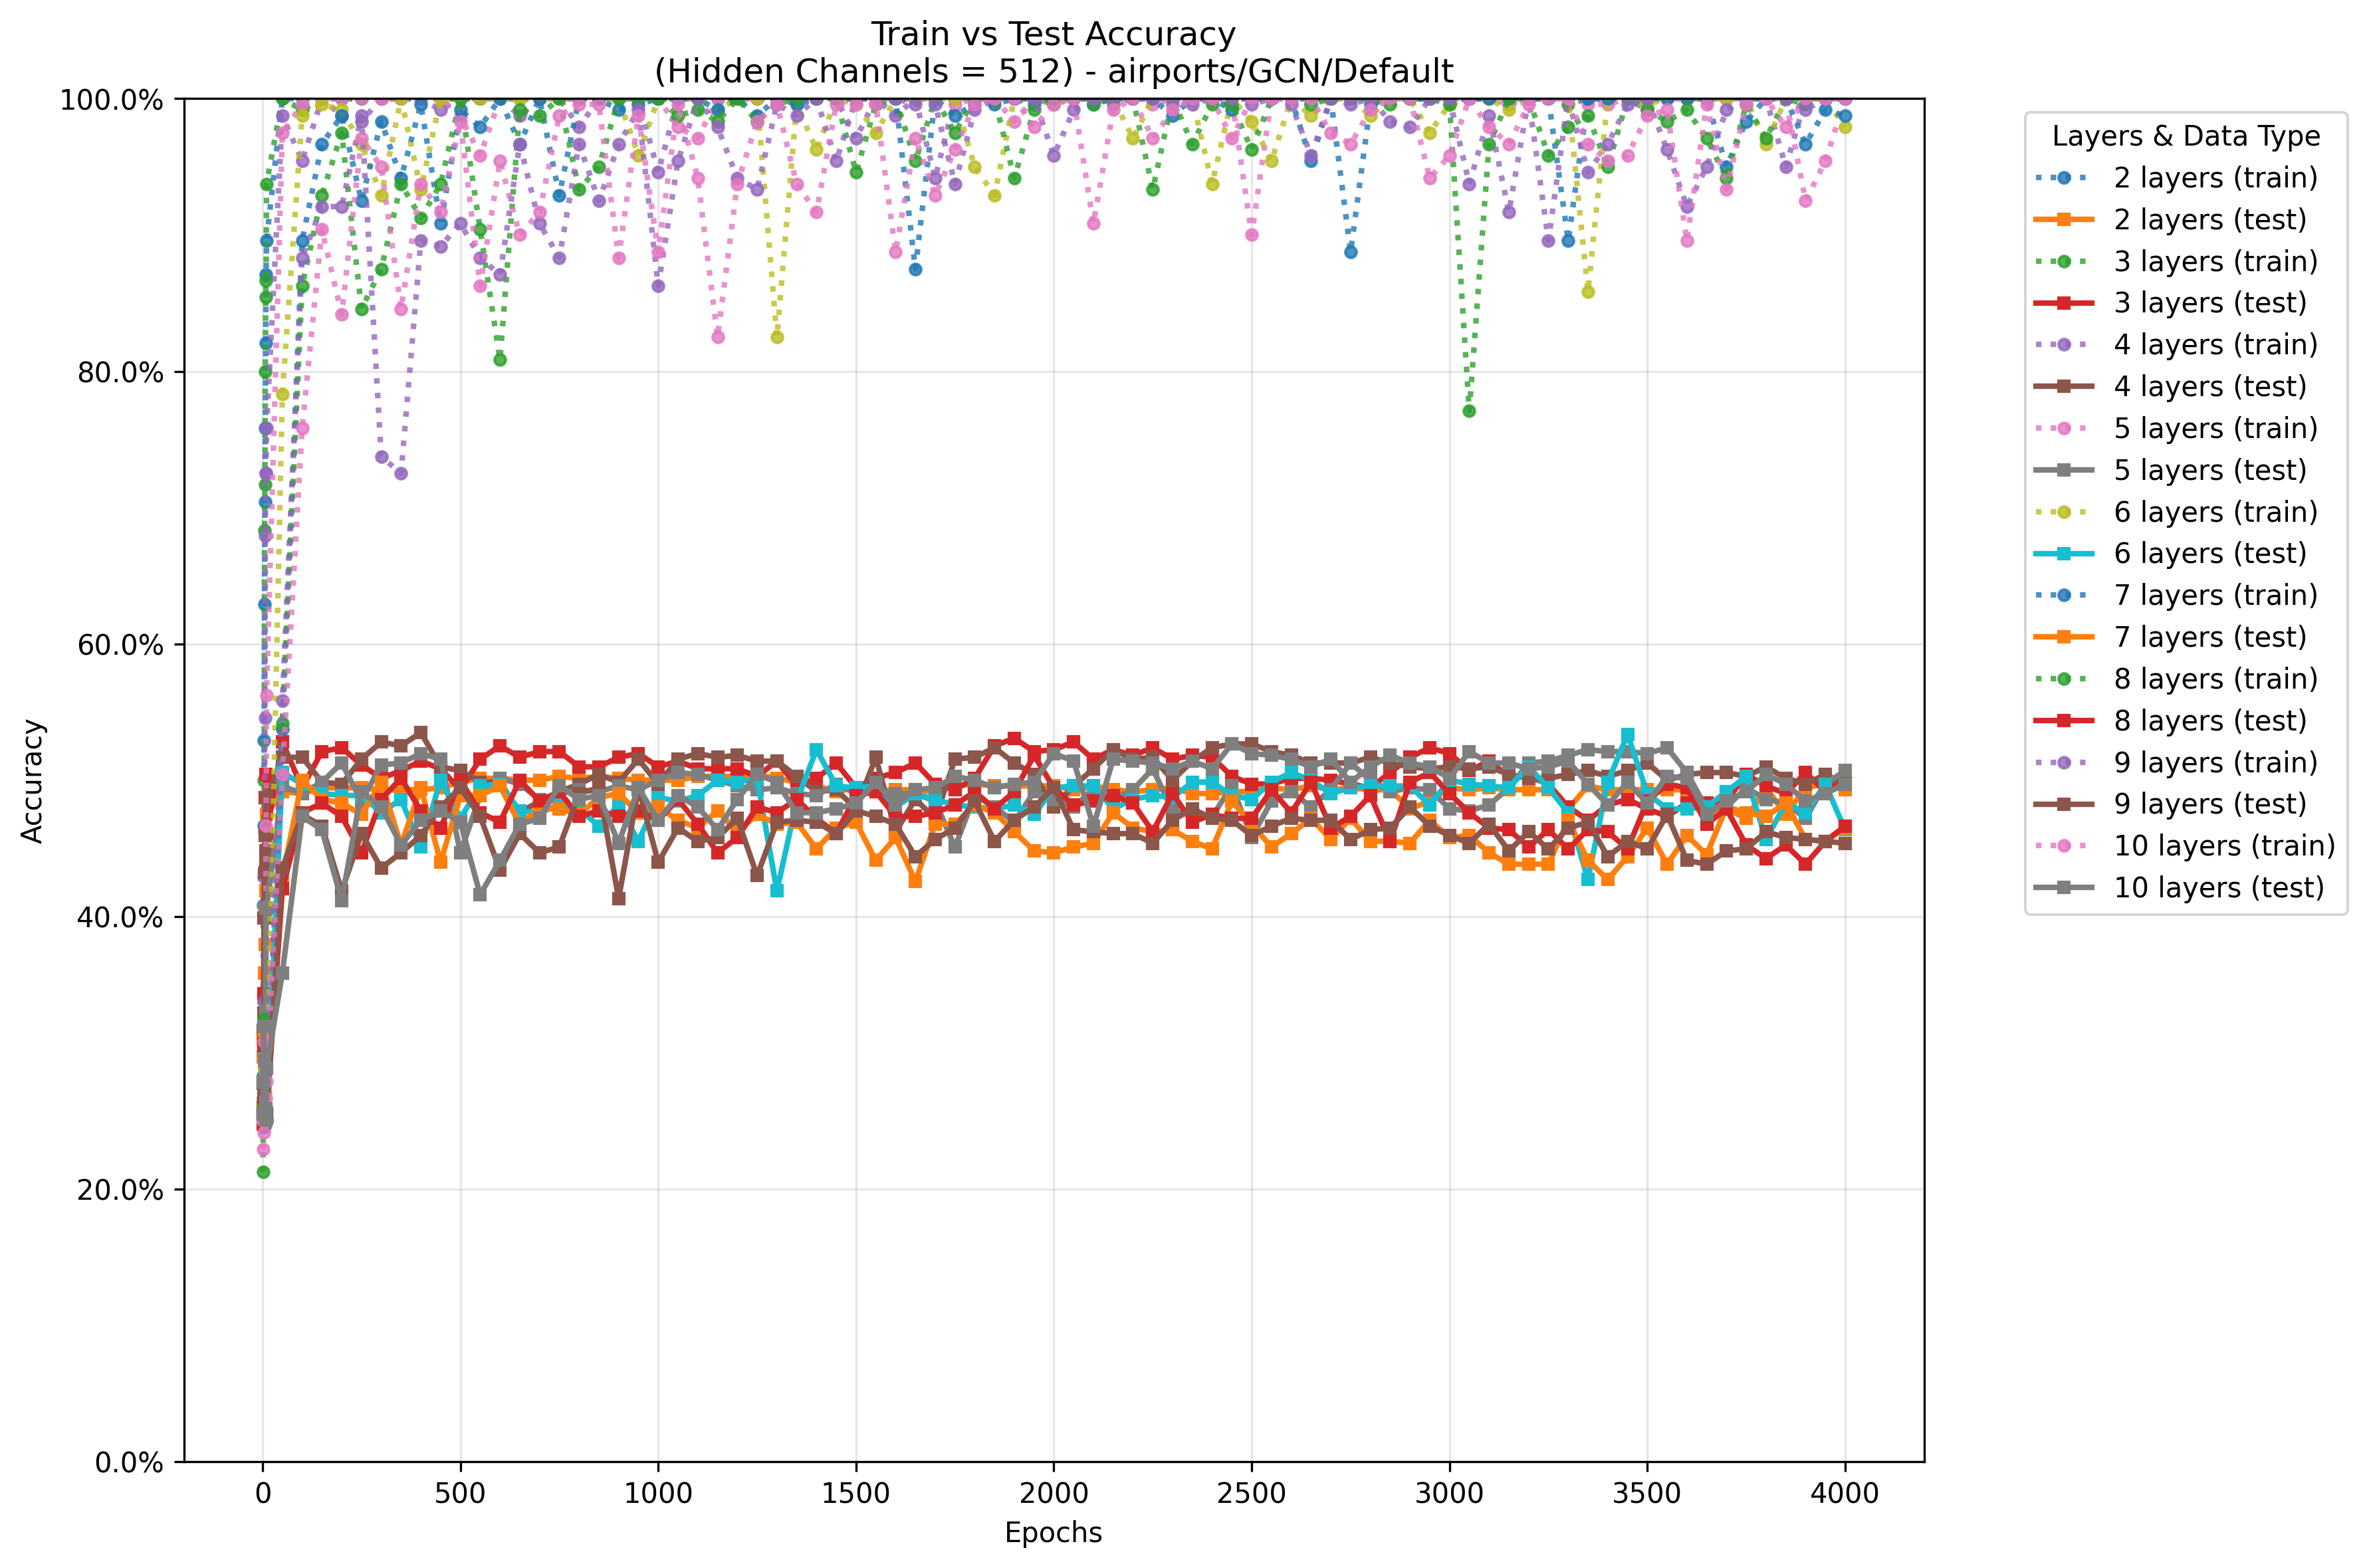 Train vs Test Accuracy
(Hidden Channels = 512) - airports/GCN/Default
100.0%
80.0%
60.0%
40.0%
20.0%
0.0%
Accuracy
0
500
1000
1500
2000
2500
3000
3500
4000
Epochs
Layers & Data Type
2 layers (train)
2 layers (test)
3 layers (train)
3 layers (test)
4 layers (train)
4 layers (test)
5 layers (train)
5 layers (test)
6 layers (train)
6 layers (test)
7 layers (train)
7 layers (test)
8 layers (train)
8 layers (test)
9 layers (train)
9 layers (test)
10 layers (train)
10 layers (test)